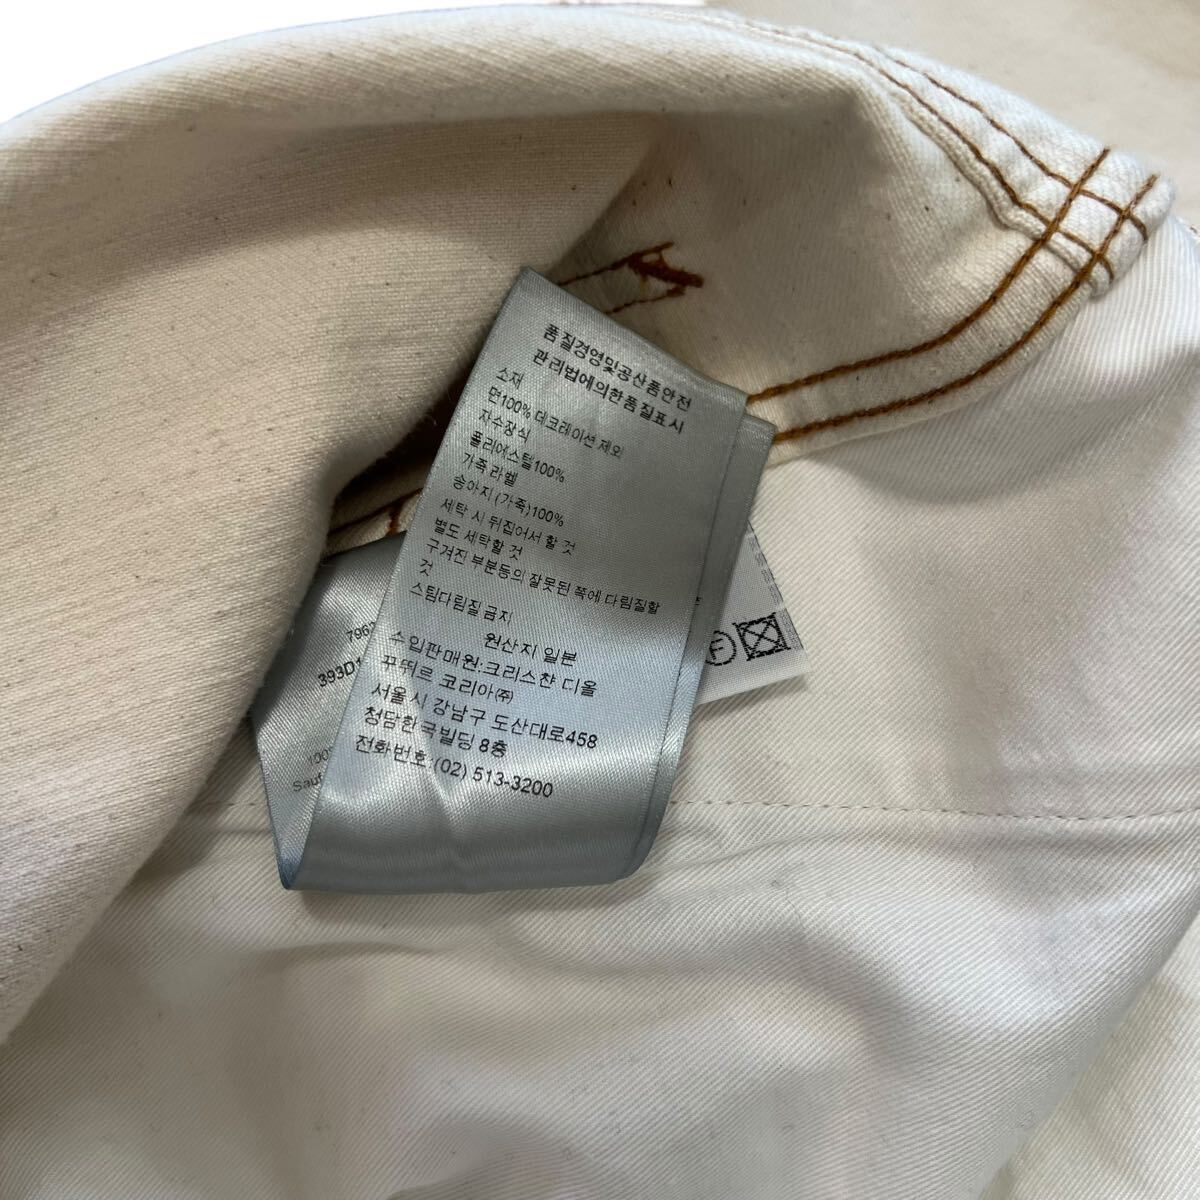 품질경영및공산품안전
관리법에의한품질표시
소재
면100% 데코레이션 제외
자수장식
폴리에스털100%
가죽 라벨
송아지(가죽)100%
세탁 시 뒤집어서 할 것
별도 세탁할 것
구겨진 부분등의 잘못된 쪽에 다림질할
것
스팀다림질 금지
원산지 일본
수입판매원:크리스챤 디올
꾸뛰르 코리아㈜
서울시 강남구 도산대로458
청담한국빌딩 8층
전화번호:(02) 513-3200
796
393D1
100
Sauf
F